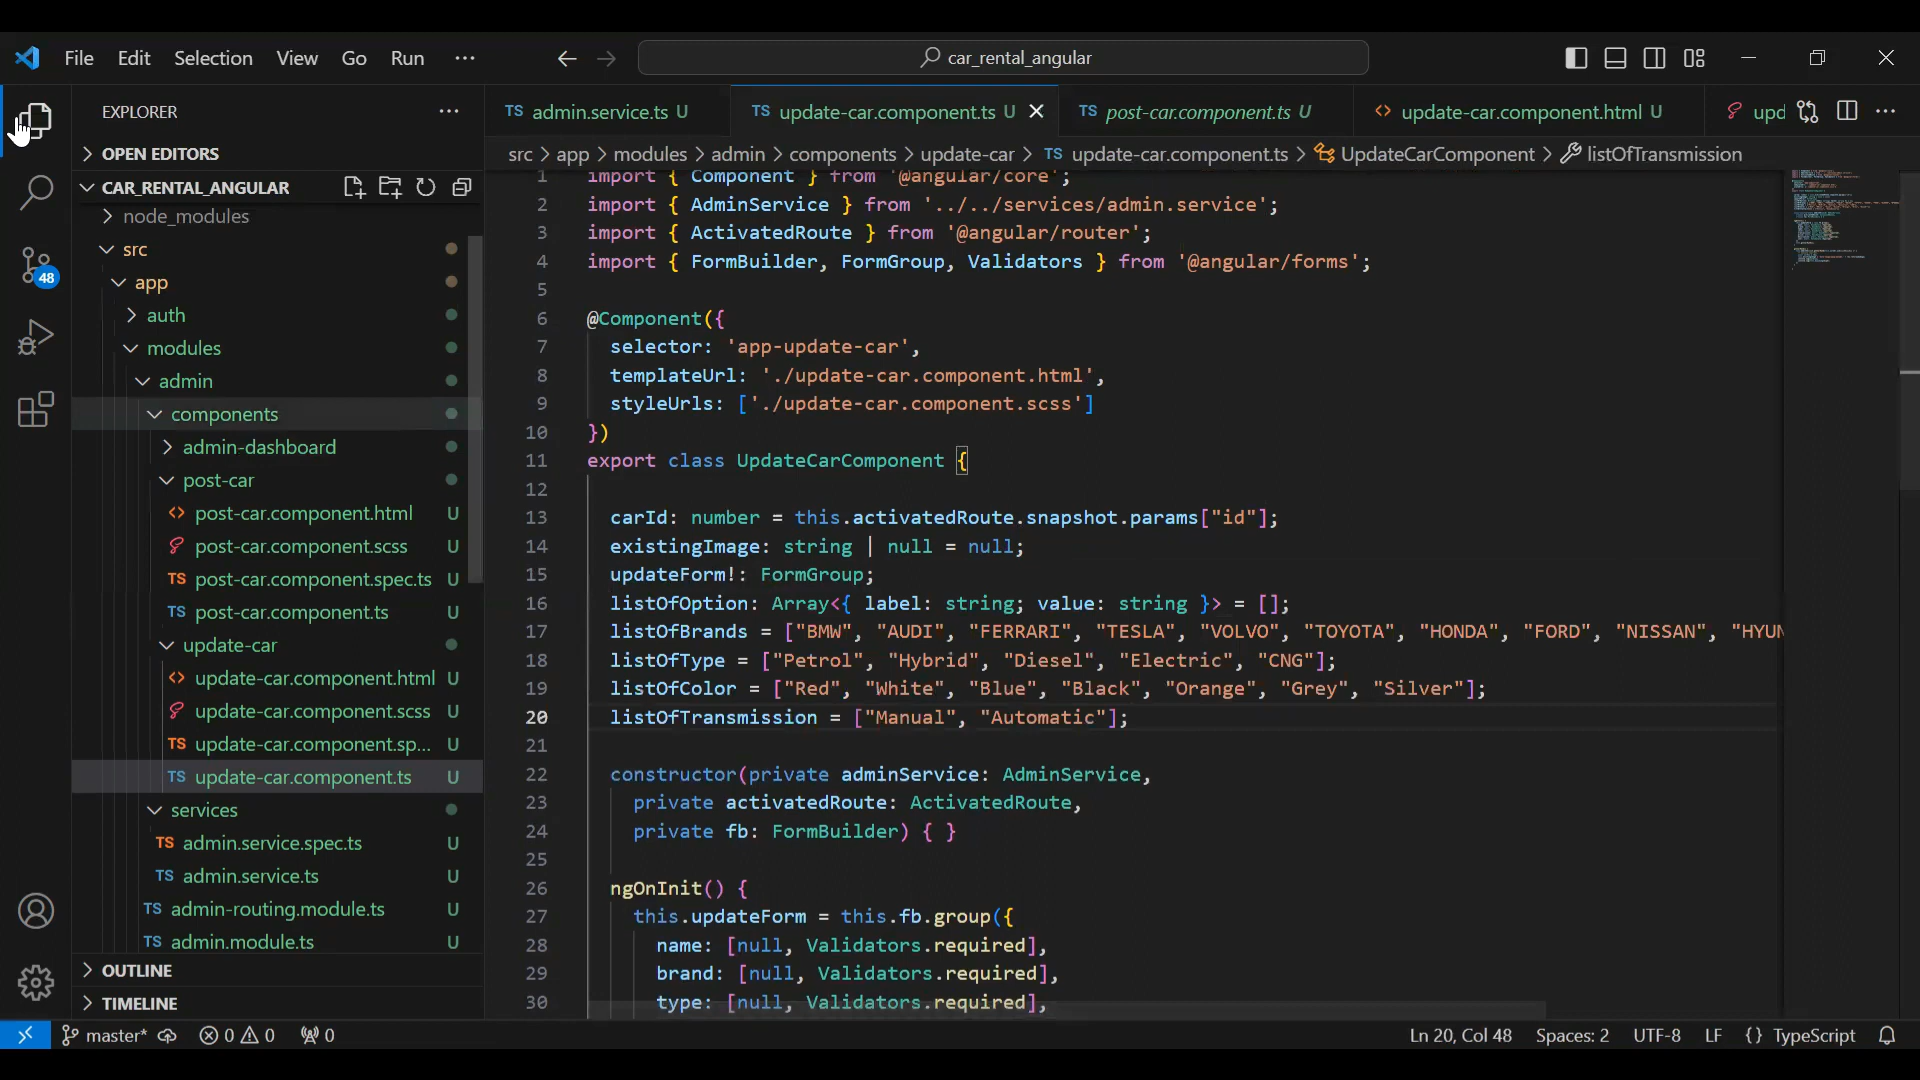 File Edit Selection View Go Run ···
car_rental_angular
EXPLORER
OPEN EDITORS
CAR_RENTAL_ANGULAR
node_modules
src
app
auth
modules
admin
components
admin-dashboard
post-car
post-car.component.html U
post-car.component.scss U
TS post-car.component.spec.ts U
TS post-car.component.ts U
update-car
update-car.component.html U
update-car.component.scss U
TS update-car.component.sp... U
TS update-car.component.ts U
services
TS admin.service.spec.ts U
TS admin.service.ts U
TS admin-routing.module.ts U
TS admin.module.ts U
OUTLINE
TIMELINE
48
TS admin.service.ts U TS update-car.component.ts U TS post-car.component.ts U update-car.component.html U upd
src > app > modules > admin > components > update-car > TS update-car.component.ts > UpdateCarComponent > listOfTransmission
1 import { Component } from '@angular/core';
2 import { AdminService } from '../../services/admin.service';
3 import { ActivatedRoute } from '@angular/router';
4 import { FormBuilder, FormGroup, Validators } from '@angular/forms';
5
6 @Component({
7 selector: 'app-update-car',
8 templateUrl: './update-car.component.html',
9 styleUrls: ['./update-car.component.scss']
10 })
11 export class UpdateCarComponent {
12
13 carId: number = this.activatedRoute.snapshot.params["id"];
14 existingImage: string | null = null;
15 updateForm!: FormGroup;
16 listOfOption: Array<{ label: string; value: string }> = [];
17 listOfBrands = ["BMW", "AUDI", "FERRARI", "TESLA", "VOLVO", "TOYOTA", "HONDA", "FORD", "NISSAN", "HYUN
18 listOfType = ["Petrol", "Hybrid", "Diesel", "Electric", "CNG"];
19 listOfColor = ["Red", "White", "Blue", "Black", "Orange", "Grey", "Silver"];
20 listOfTransmission = ["Manual", "Automatic"];
21
22 constructor(private adminService: AdminService,
23 private activatedRoute: ActivatedRoute,
24 private fb: FormBuilder) { }
25
26 ngOnInit() {
27 this.updateForm = this.fb.group({
28 name: [null, Validators.required],
29 brand: [null, Validators.required],
30 type: [null, Validators.required],
master* 0 0 0 Ln 20, Col 48 Spaces: 2 UTF-8 LF {} TypeScript